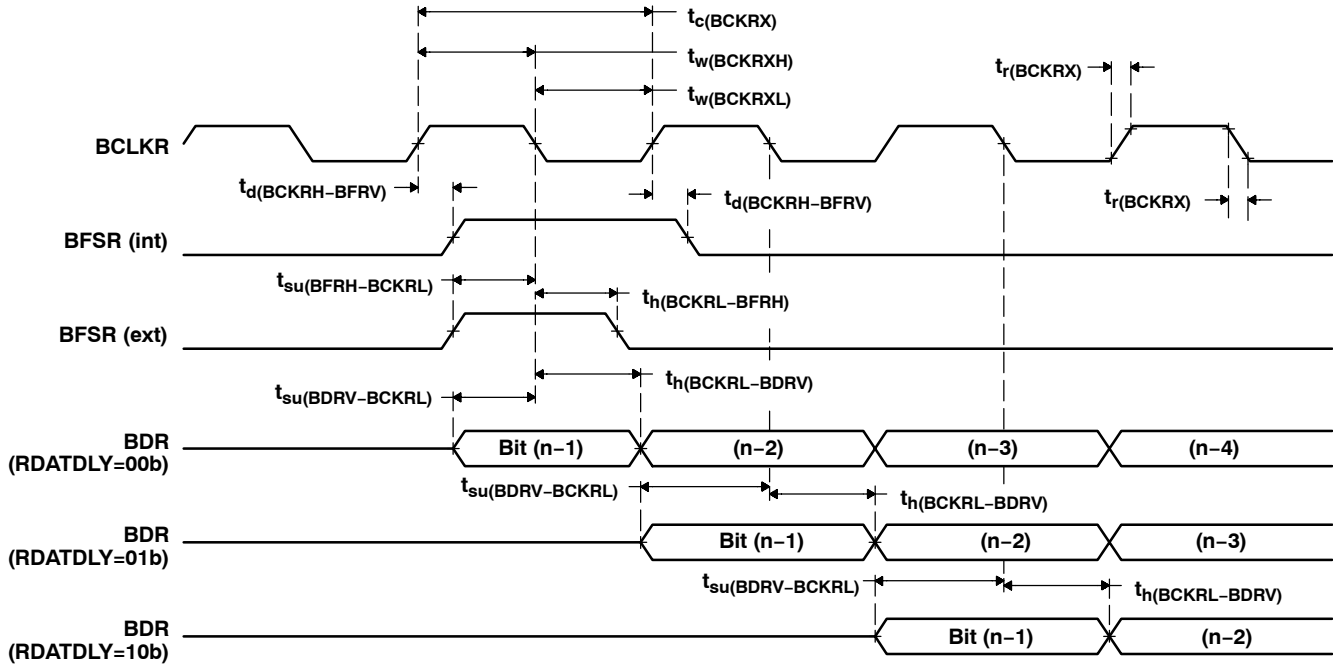 tc(BCKRX)
tw(BCKRXH)
tr(BCKRX)
tw(BCKRXL)
BCLKR
td(BCKRH−BFRV)
td(BCKRH−BFRV)
tr(BCKRX)
BFSR (int)
tsu(BFRH−BCKRL)
th(BCKRL−BFRH)
BFSR (ext)
th(BCKRL−BDRV)
tsu(BDRV−BCKRL)
BDR
(RDATDLY=00b)
Bit (n−1)
(n−2)
(n−3)
(n−4)
tsu(BDRV−BCKRL)
th(BCKRL−BDRV)
BDR
(RDATDLY=01b)
Bit (n−1)
(n−2)
(n−3)
tsu(BDRV−BCKRL)
th(BCKRL−BDRV)
BDR
(RDATDLY=10b)
Bit (n−1)
(n−2)